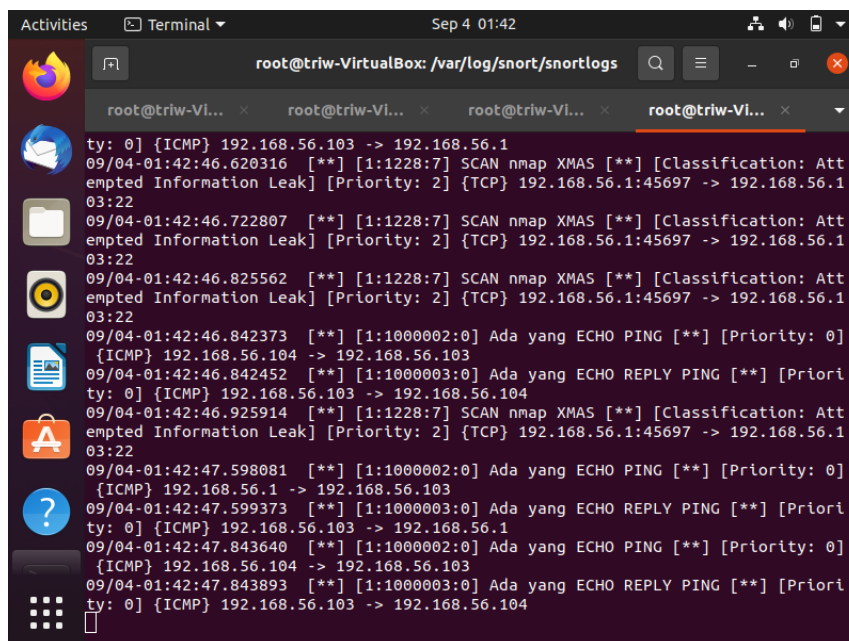 Activities
Terminal
Sep 4 01:42
root@triw-VirtualBox: /var/log/snort/snortlogs
root@triw-Vi...
root@triw-Vi...
root@triw-Vi...
root@triw-Vi...
ty: 0] {ICMP} 192.168.56.103 -> 192.168.56.1
09/04-01:42:46.620316  [**] [1:1228:7] SCAN nmap XMAS [**] [Classification: Att
empted Information Leak] [Priority: 2] {TCP} 192.168.56.1:45697 -> 192.168.56.1
03:22
09/04-01:42:46.722807  [**] [1:1228:7] SCAN nmap XMAS [**] [Classification: Att
empted Information Leak] [Priority: 2] {TCP} 192.168.56.1:45697 -> 192.168.56.1
03:22
09/04-01:42:46.825562  [**] [1:1228:7] SCAN nmap XMAS [**] [Classification: Att
empted Information Leak] [Priority: 2] {TCP} 192.168.56.1:45697 -> 192.168.56.1
03:22
09/04-01:42:46.842373  [**] [1:1000002:0] Ada yang ECHO PING [**] [Priority: 0]
 {ICMP} 192.168.56.104 -> 192.168.56.103
09/04-01:42:46.842452  [**] [1:1000003:0] Ada yang ECHO REPLY PING [**] [Priori
ty: 0] {ICMP} 192.168.56.103 -> 192.168.56.104
09/04-01:42:46.925914  [**] [1:1228:7] SCAN nmap XMAS [**] [Classification: Att
empted Information Leak] [Priority: 2] {TCP} 192.168.56.1:45697 -> 192.168.56.1
03:22
09/04-01:42:47.598081  [**] [1:1000002:0] Ada yang ECHO PING [**] [Priority: 0]
 {ICMP} 192.168.56.1 -> 192.168.56.103
09/04-01:42:47.599373  [**] [1:1000003:0] Ada yang ECHO REPLY PING [**] [Priori
ty: 0] {ICMP} 192.168.56.103 -> 192.168.56.1
09/04-01:42:47.843640  [**] [1:1000002:0] Ada yang ECHO PING [**] [Priority: 0]
 {ICMP} 192.168.56.104 -> 192.168.56.103
09/04-01:42:47.843893  [**] [1:1000003:0] Ada yang ECHO REPLY PING [**] [Priori
ty: 0] {ICMP} 192.168.56.103 -> 192.168.56.104